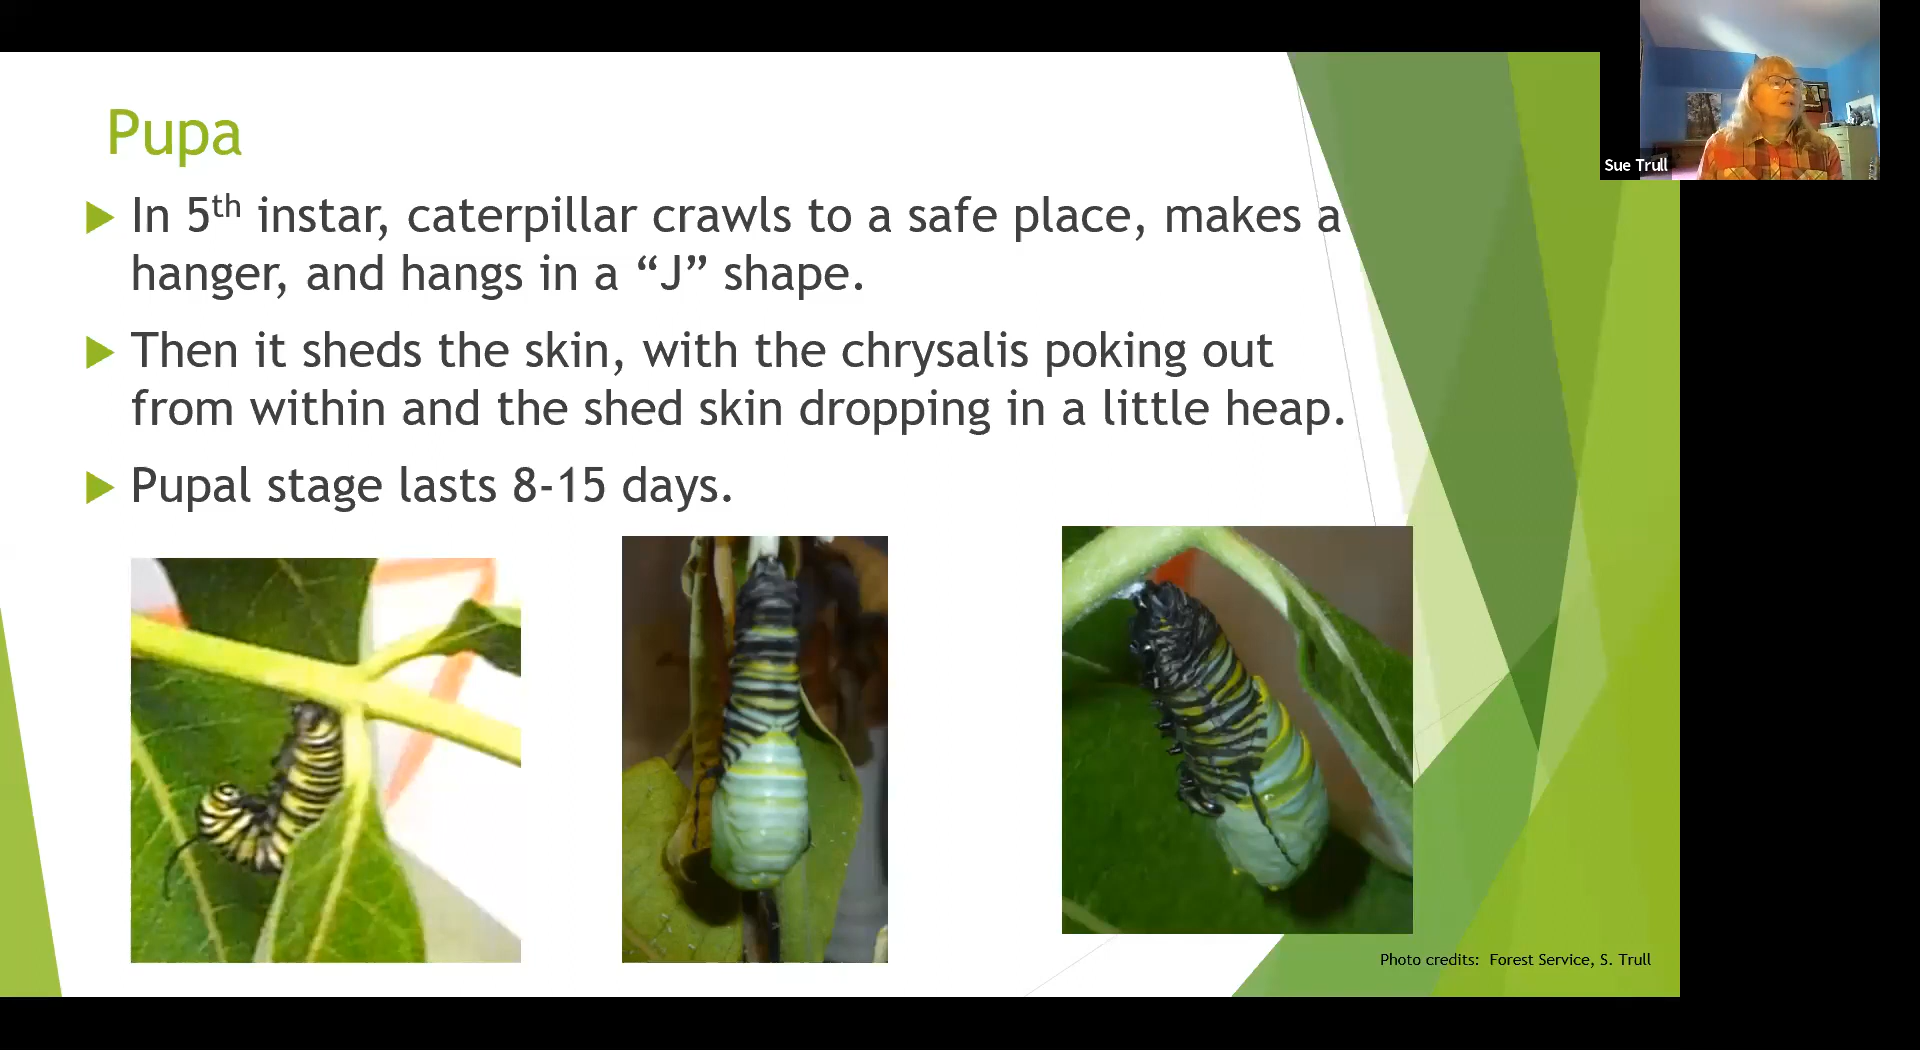 Pupa
In 5th instar, caterpillar crawls to a safe place, makes a
hanger, and hangs in a “J” shape.
Then it sheds the skin, with the chrysalis poking out
from within and the shed skin dropping in a little heap.
Pupal stage lasts 8-15 days.
Photo credits: Forest Service, S. Trull
Sue Trull